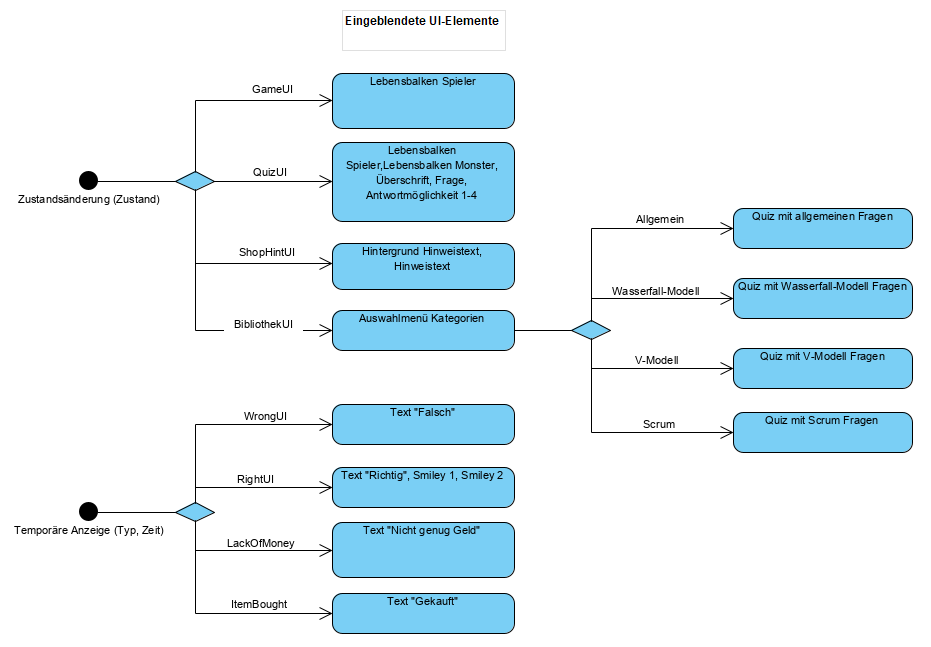 Eingeblendete UI-Elemente
GameUI
Lebensbalken Spieler
QuizUI
Lebensbalken
Spieler,Lebensbalken Monster,
Überschrift, Frage,
Antwortmöglichkeit 1-4
Zustandsänderung (Zustand)
ShopHintUI
Hintergrund Hinweistext,
Hinweistext
BibliothekUI
Auswahlmenü Kategorien
Allgemein
Quiz mit allgemeinen Fragen
Wasserfall-Modell
Quiz mit Wasserfall-Modell Fragen
V-Modell
Quiz mit V-Modell Fragen
Scrum
Quiz mit Scrum Fragen
WrongUI
Text "Falsch"
RightUI
Text "Richtig", Smiley 1, Smiley 2
Temporäre Anzeige (Typ, Zeit)
LackOfMoney
Text "Nicht genug Geld"
ItemBought
Text "Gekauft"